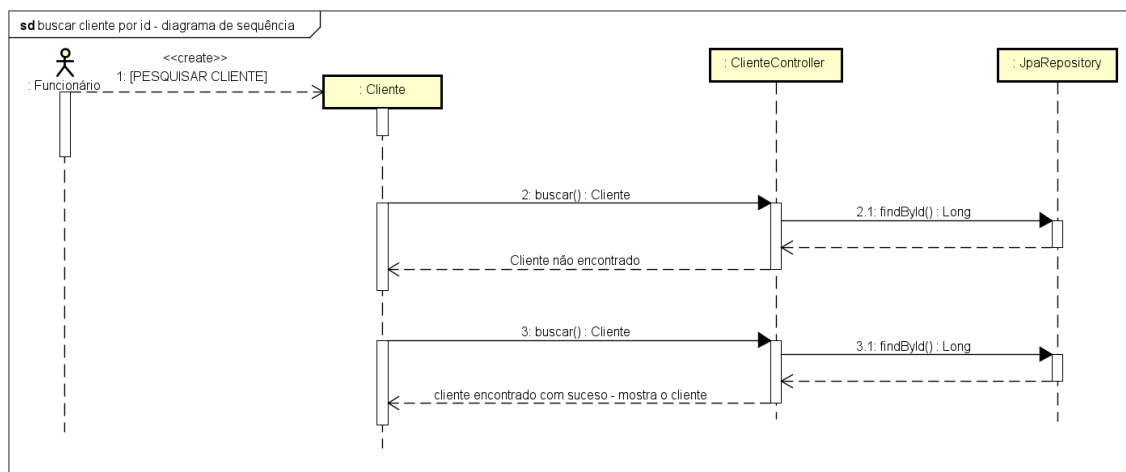 sd buscar cliente por id - diagrama de sequência
<<create>>
1: [PESQUISAR CLIENTE]
: Funcionário
: Cliente
: ClienteController
: JpaRepository
2: buscar() : Cliente
2.1: findById() : Long
Cliente não encontrado
3: buscar() : Cliente
3.1: findById() : Long
cliente encontrado com suceso - mostra o cliente